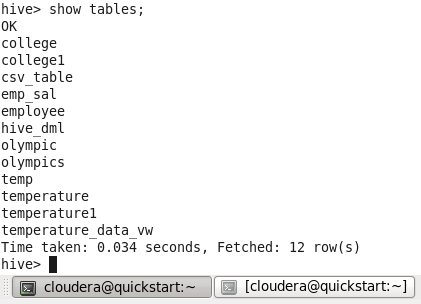 hive> show tables;
OK
college
college1
csv_table
emp_sal
employee
hive_dml
olympic
olympics
temp
temperature
temperature1
temperature_data_vw
Time taken: 0.034 seconds, Fetched: 12 row(s)
hive>
cloudera@quickstart:~ [cloudera@quickstart:~]